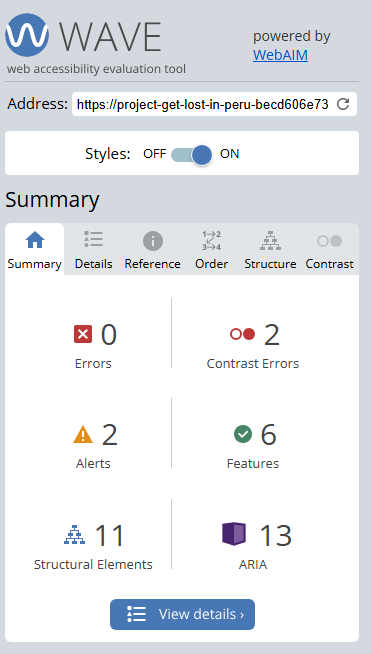 WAVE
web accessibility evaluation tool
powered by
WebAIM
Address: https://project-get-lost-in-peru-becd606e73
Styles: OFF ON
Summary
Summary Details Reference Order Structure Contrast
0
Errors
2
Contrast Errors
2
Alerts
6
Features
11
Structural Elements
13
ARIA
View details ›